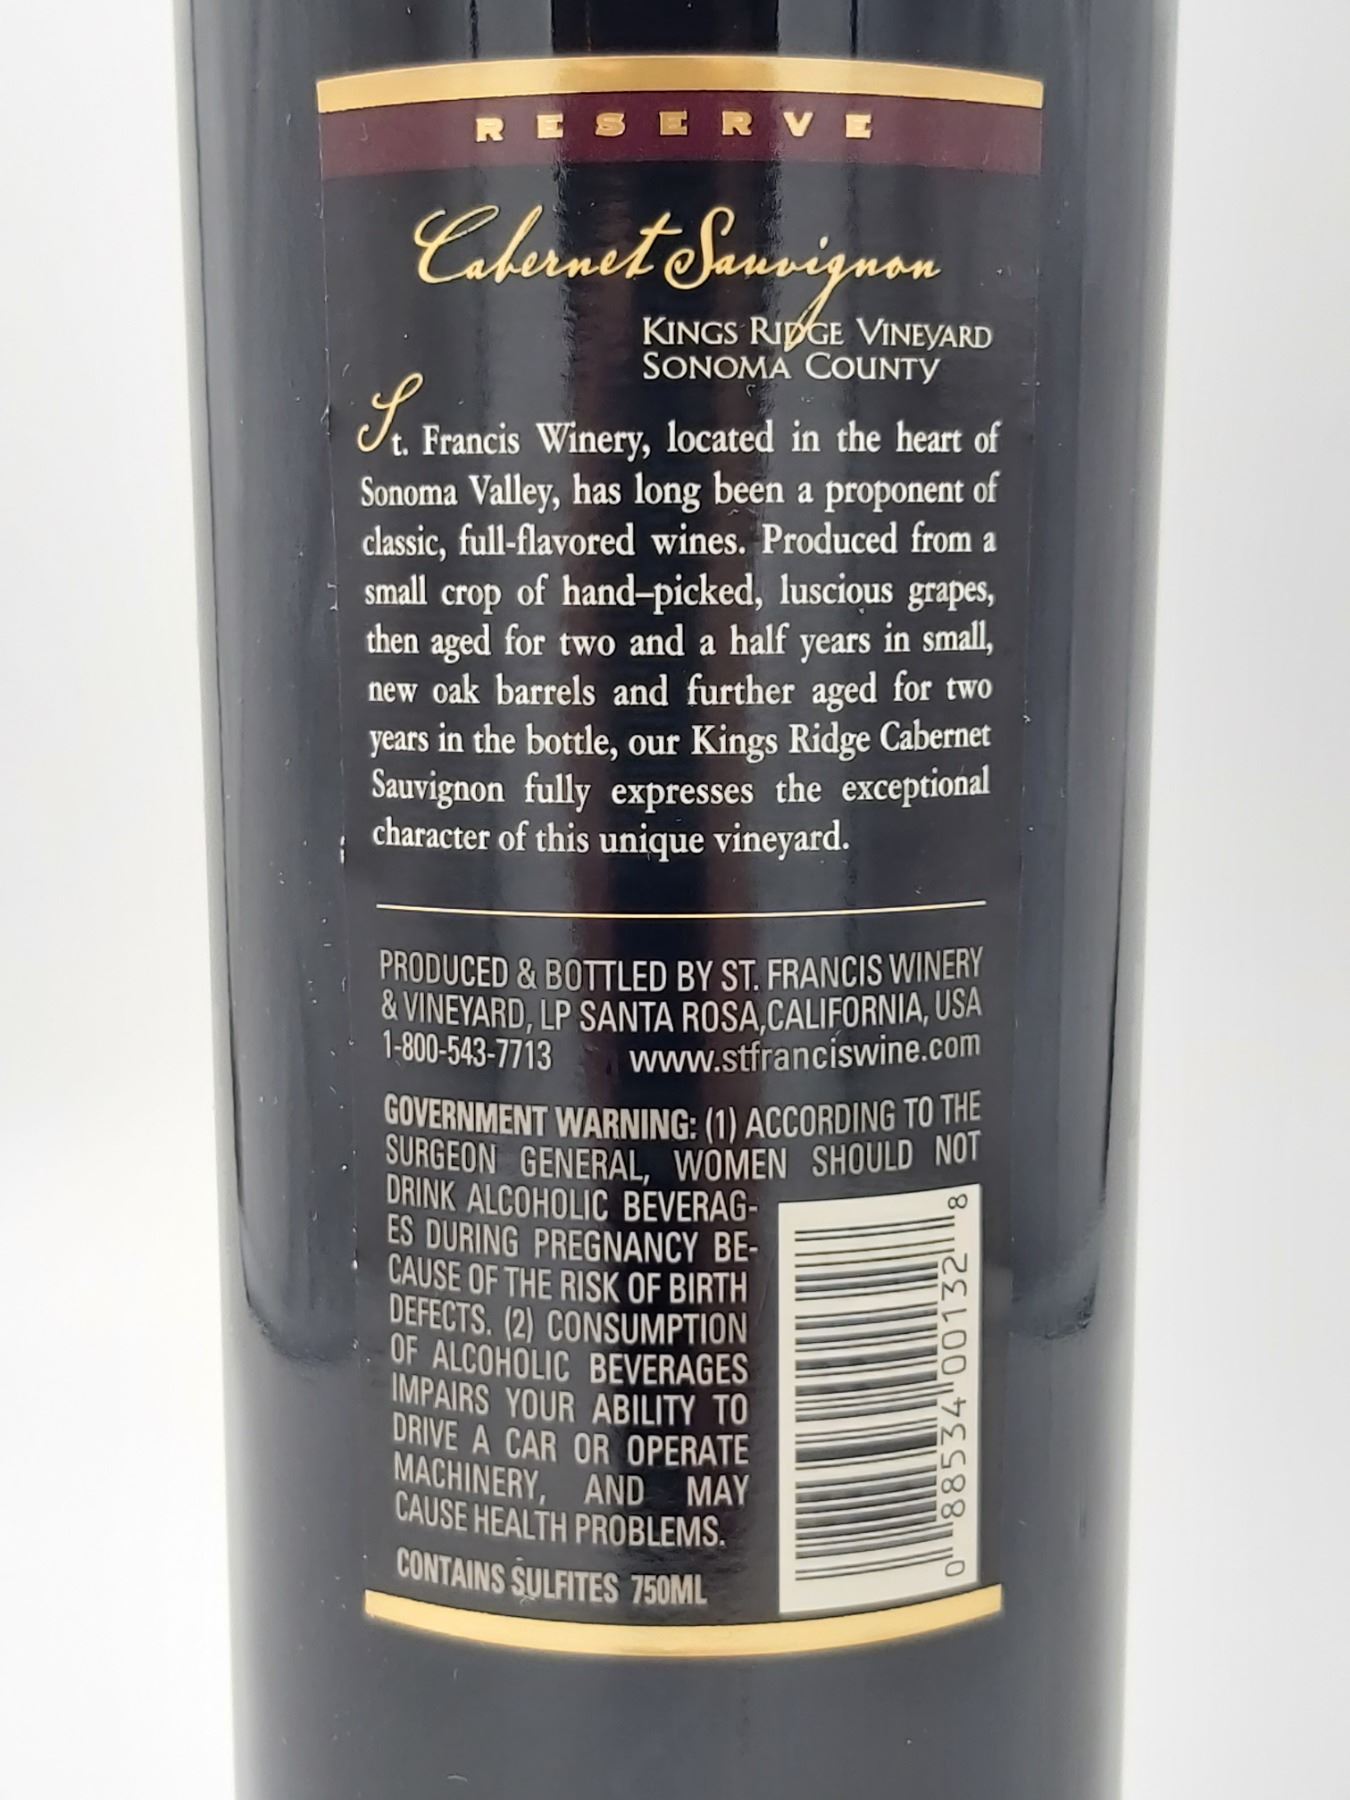 RESERVE
Cabernet Sauvignon
KINGS RIDGE VINEYARD
SONOMA COUNTY
St. Francis Winery, located in the heart of
Sonoma Valley, has long been a proponent of
classic, full-flavored wines. Produced from a
small crop of hand–picked, luscious grapes,
then aged for two and a half years in small,
new oak barrels and further aged for two
years in the bottle, our Kings Ridge Cabernet
Sauvignon fully expresses the exceptional
character of this unique vineyard.
PRODUCED & BOTTLED BY ST. FRANCIS WINERY
& VINEYARD, LP SANTA ROSA,CALIFORNIA, USA
1-800-543-7713 www.stfranciswine.com
GOVERNMENT WARNING: (1) ACCORDING TO THE
SURGEON GENERAL, WOMEN SHOULD NOT
DRINK ALCOHOLIC BEVERAG-
ES DURING PREGNANCY BE-
CAUSE OF THE RISK OF BIRTH
DEFECTS. (2) CONSUMPTION
OF ALCOHOLIC BEVERAGES
IMPAIRS YOUR ABILITY TO
DRIVE A CAR OR OPERATE
MACHINERY, AND MAY
CAUSE HEALTH PROBLEMS.
CONTAINS SULFITES 750ML
0 88534 00132 8